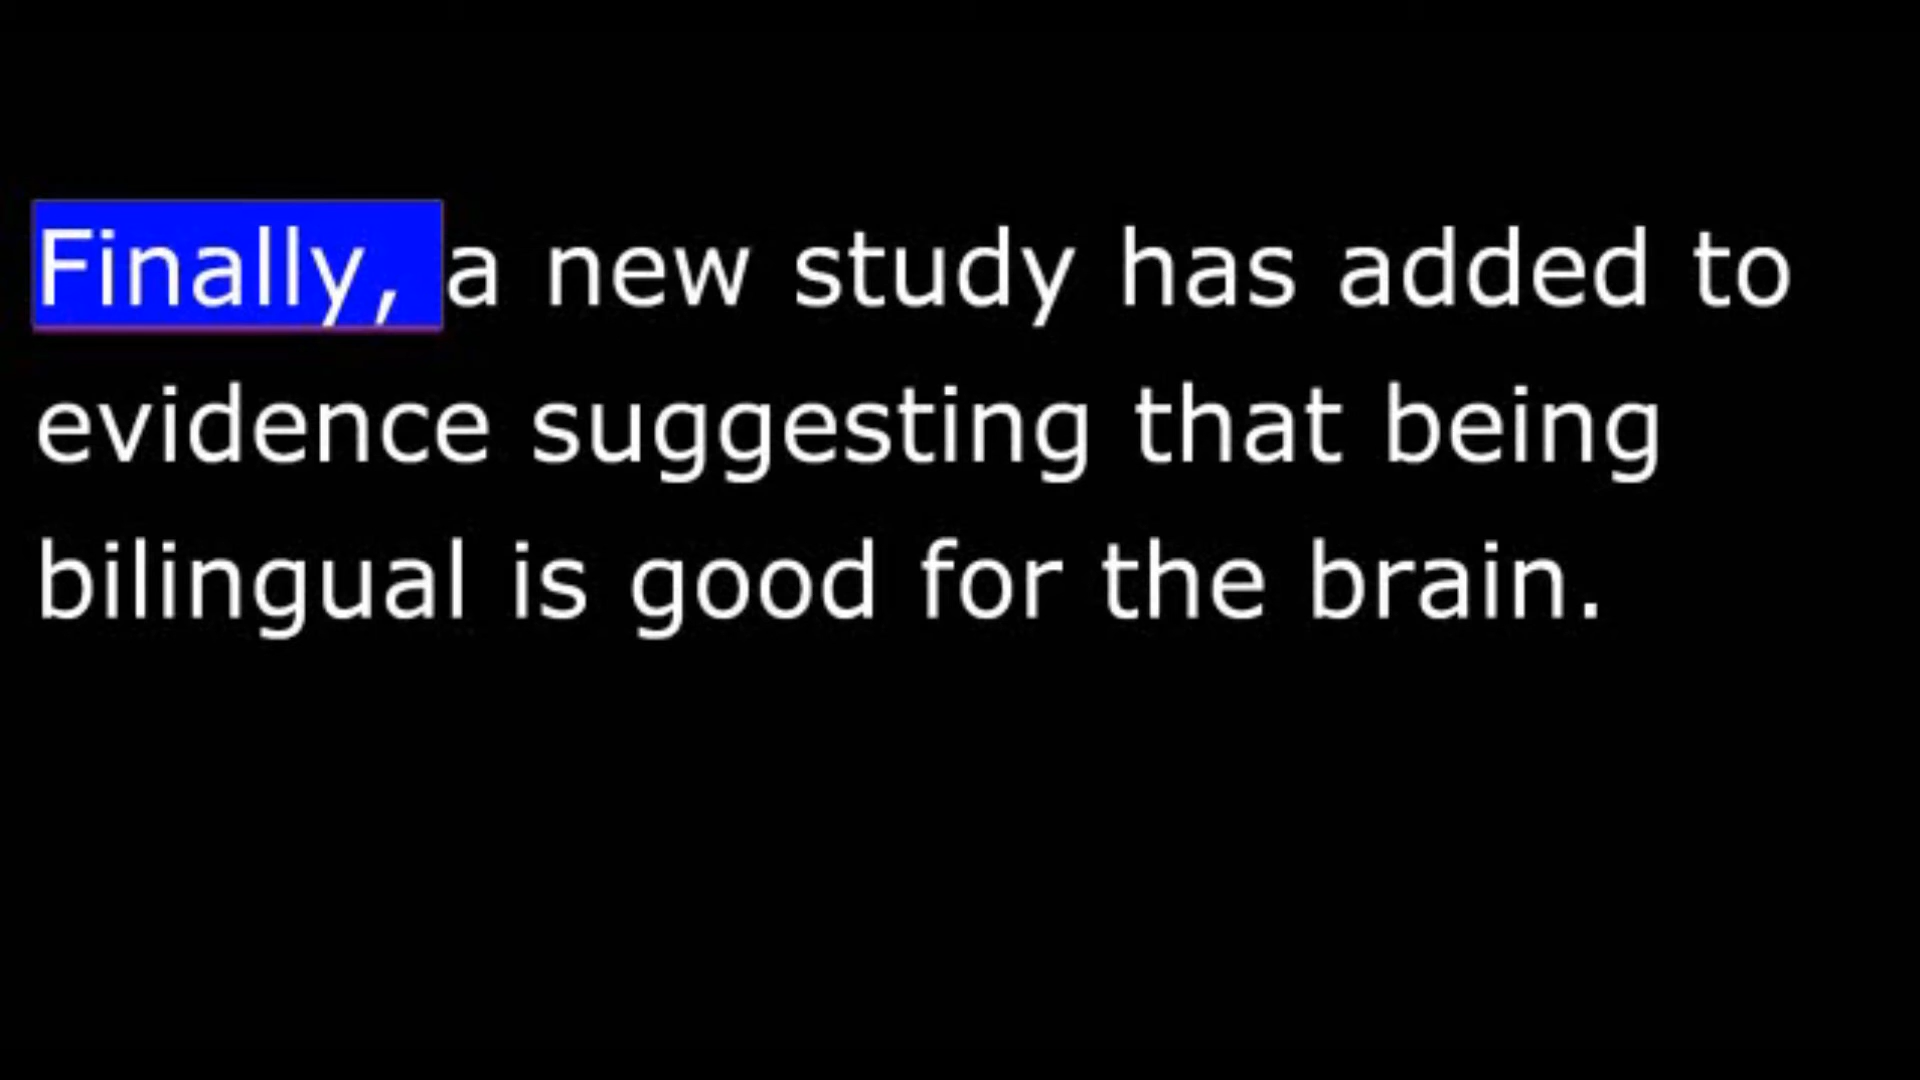 Finally, a new study has added to
evidence suggesting that being
bilingual is good for the brain.